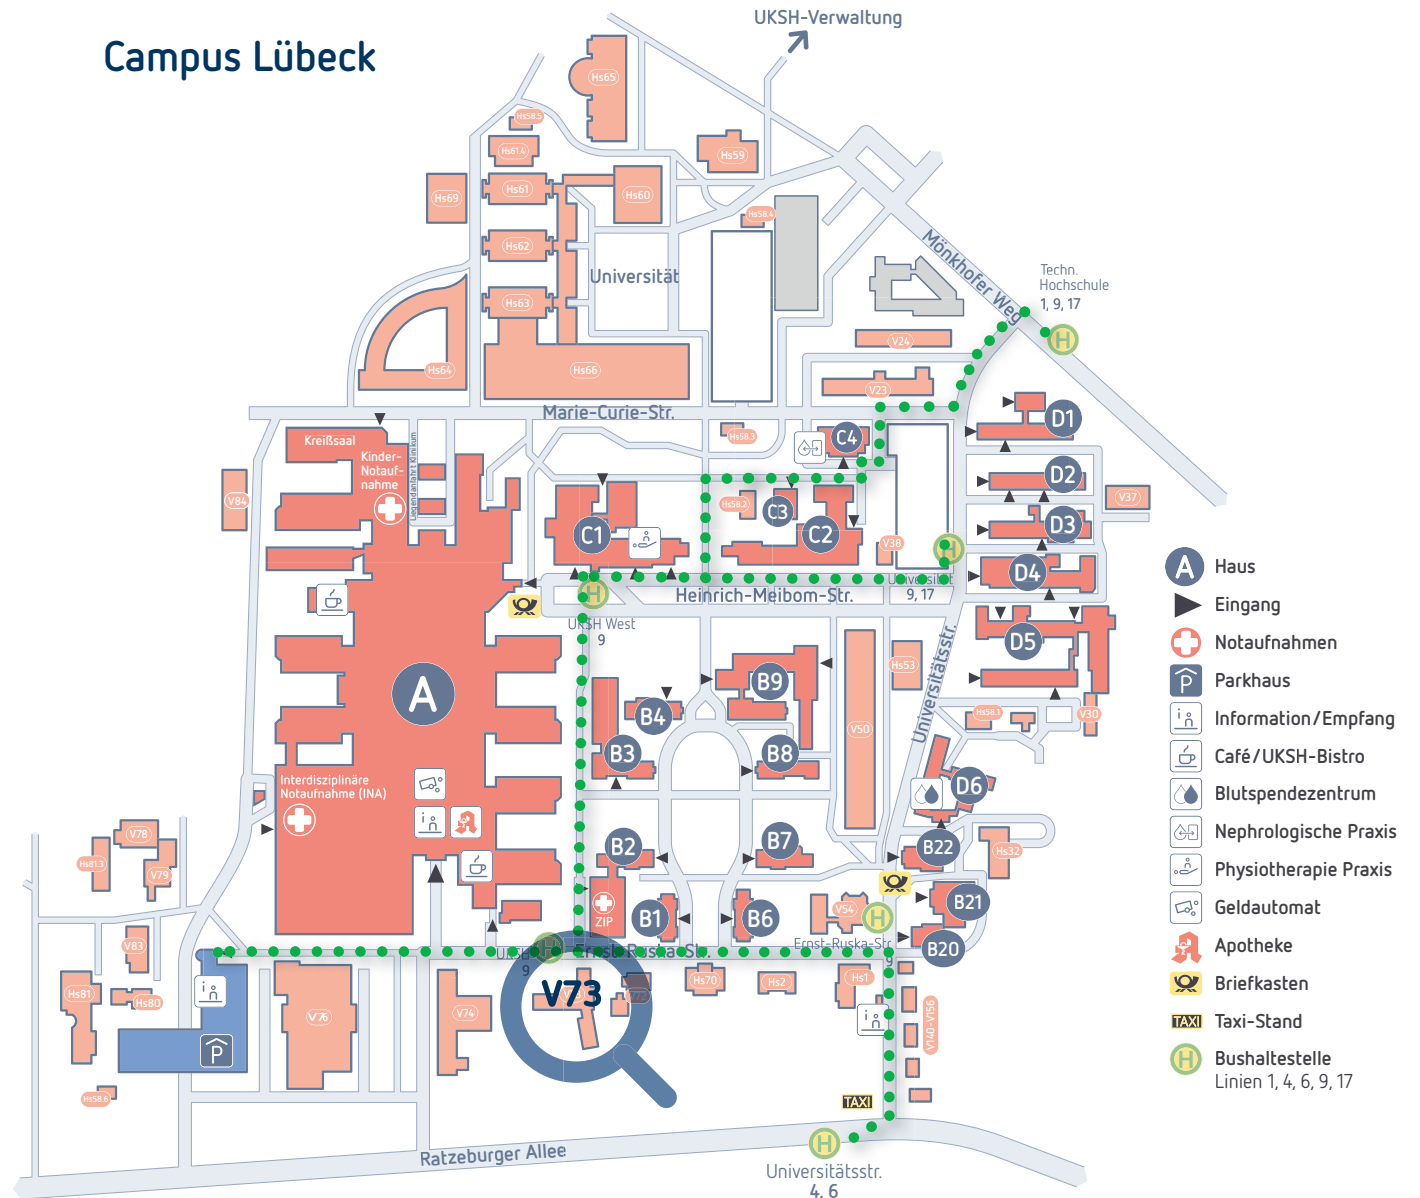 UKSH-Verwaltung
Campus Lübeck
Hs65
Hs58.5
Hs61.4
Hs59
Hs69
Hs61
Hs60
Hs58.4
Hs62
Universität
Hs63
Mönkhofer Weg
Techn.
Hochschule
1, 9, 17
H
Hs64
Hs66
V24
V23
Marie-Curie-Str.
Hs58.3
C4
D1
Kreißsaal
Kinder-
Notauf-
nahme
Liegendanfahrt Klinikum
V84
D2
V37
Hs58.2
C3
C1
C2
V38
D3
H
D4
Universität
9, 17
Heinrich-Meibom-Str.
H
UKSH West
9
A
B9
B4
B3
B8
V50
Hs53
Universitätsstr.
D5
Hs58.1
V30
D6
Interdisziplinäre
Notaufnahme (INA)
B2
B7
B22
Hs32
V78
Hs81.3
V79
ZIP
B1
B6
V54
H
B21
B20
Ernst-Ruska-Str.
9
V83
UKSH
9
H
Ernst-Ruska-Str.
Hs81
Hs80
V76
V74
V73
Hs70
Hs2
Hs1
V140-V156
P
Hs58.6
TAXI
H
Universitätsstr.
4, 6
Ratzeburger Allee
A Haus
Eingang
Notaufnahmen
P Parkhaus
i Information/Empfang
Café/UKSH-Bistro
Blutspendezentrum
Nephrologische Praxis
Physiotherapie Praxis
Geldautomat
Apotheke
Briefkasten
TAXI Taxi-Stand
H Bushaltestelle
Linien 1, 4, 6, 9, 17